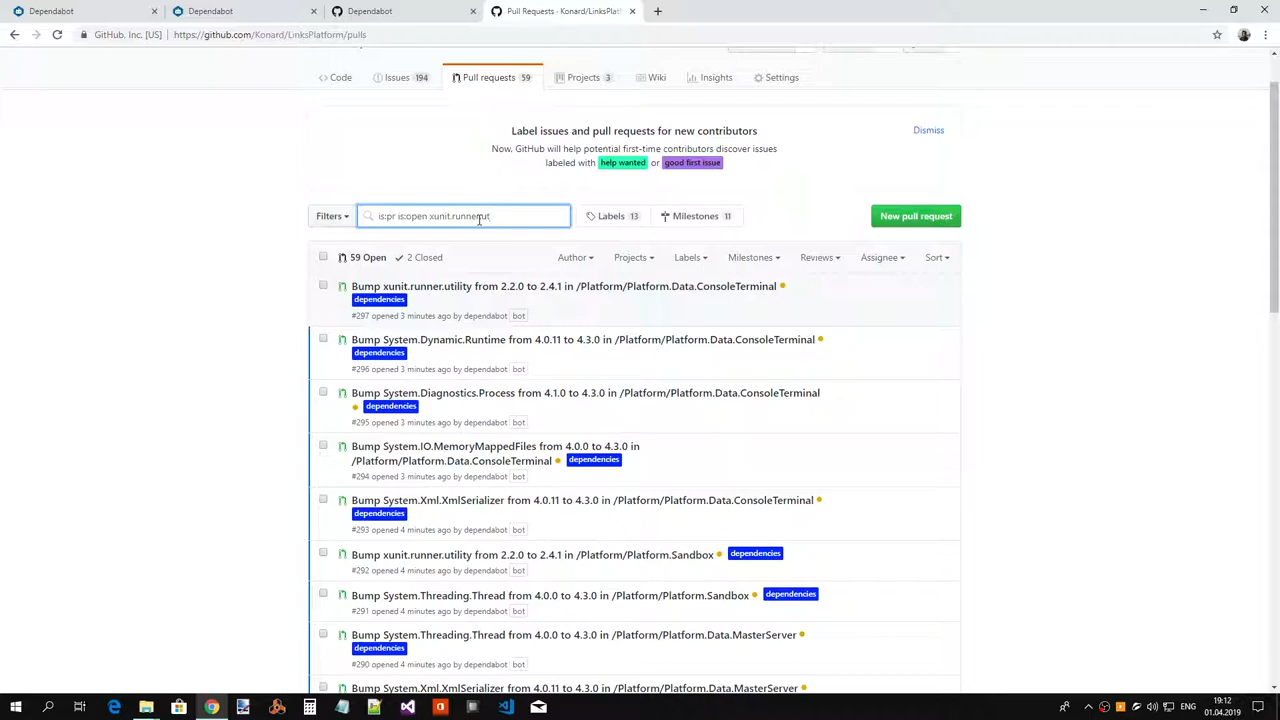 Dependabot
Dependabot
GitHub
Pull Requests - Konard/LinksPlatf
GitHub, Inc. [US]
https://github.com/Konard/LinksPlatform/pulls
Code
Issues 194
Pull requests 59
Projects 3
Wiki
Insights
Settings
Label issues and pull requests for new contributors
Dismiss
Now, GitHub will help potential first-time contributors discover issues
labeled with help wanted or good first issue
Filters
is:pr is:open xunit.runner.ut
Labels 13
Milestones 11
New pull request
59 Open
2 Closed
Author
Projects
Labels
Milestones
Reviews
Assignee
Sort
Bump xunit.runner.utility from 2.2.0 to 2.4.1 in /Platform/Platform.Data.ConsoleTerminal
dependencies
#297 opened 3 minutes ago by dependabot bot
Bump System.Dynamic.Runtime from 4.0.11 to 4.3.0 in /Platform/Platform.Data.ConsoleTerminal
dependencies
#296 opened 3 minutes ago by dependabot bot
Bump System.Diagnostics.Process from 4.1.0 to 4.3.0 in /Platform/Platform.Data.ConsoleTerminal
dependencies
#295 opened 3 minutes ago by dependabot bot
Bump System.IO.MemoryMappedFiles from 4.0.0 to 4.3.0 in
/Platform/Platform.Data.ConsoleTerminal dependencies
#294 opened 3 minutes ago by dependabot bot
Bump System.Xml.XmlSerializer from 4.0.11 to 4.3.0 in /Platform/Platform.Data.ConsoleTerminal
dependencies
#293 opened 4 minutes ago by dependabot bot
Bump xunit.runner.utility from 2.2.0 to 2.4.1 in /Platform/Platform.Sandbox dependencies
#292 opened 4 minutes ago by dependabot bot
Bump System.Threading.Thread from 4.0.0 to 4.3.0 in /Platform/Platform.Sandbox dependencies
#291 opened 4 minutes ago by dependabot bot
Bump System.Threading.Thread from 4.0.0 to 4.3.0 in /Platform/Platform.Data.MasterServer
dependencies
#290 opened 4 minutes ago by dependabot bot
Bump System.Xml.XmlSerializer from 4.0.11 to 4.3.0 in /Platform/Platform.Data.MasterServer
ENG
19:12
01.04.2019